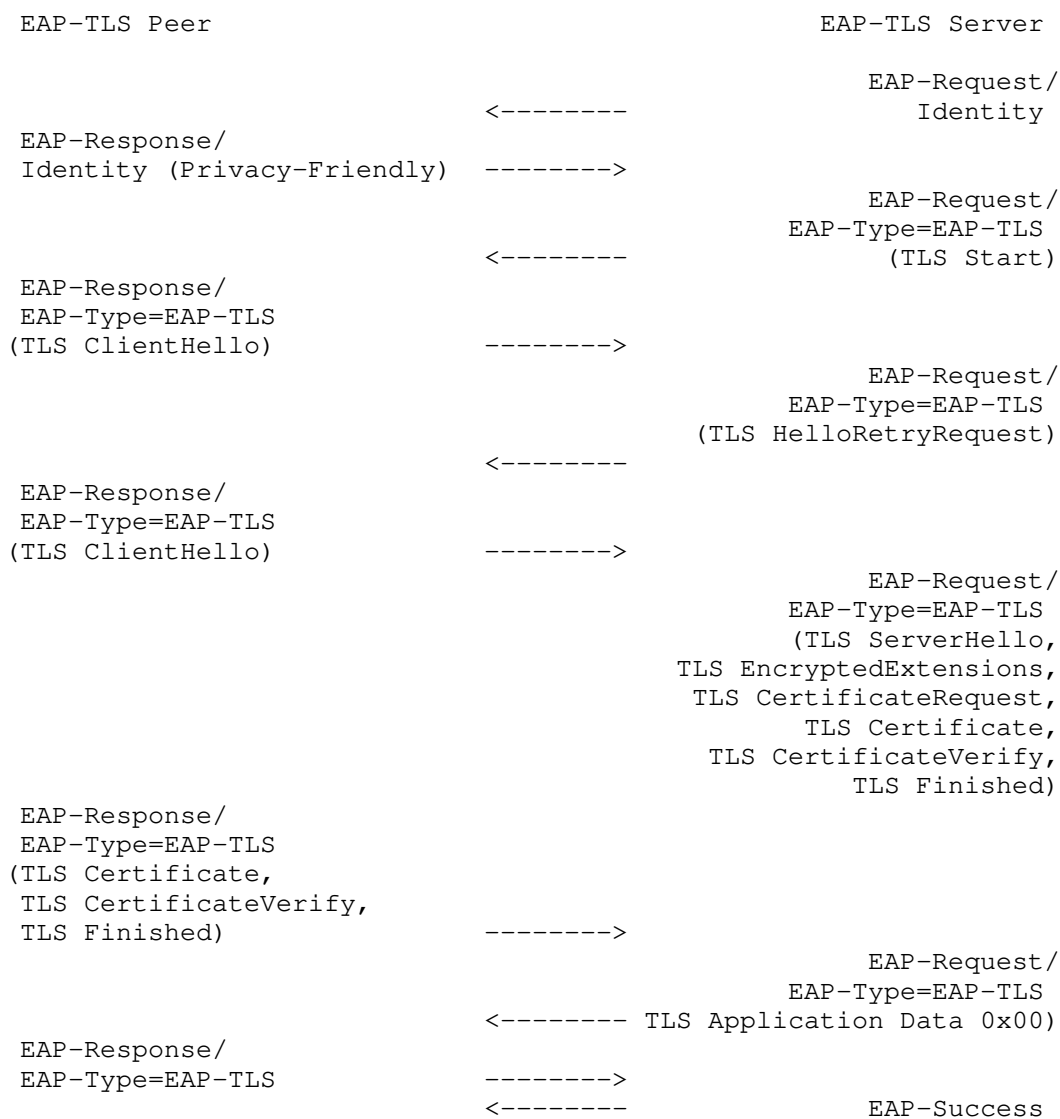 EAP-TLS Peer                                      EAP-TLS Server
EAP-Request/
<-------- Identity
EAP-Response/
Identity (Privacy-Friendly) -------->
EAP-Request/
EAP-Type=EAP-TLS
<-------- (TLS Start)
EAP-Response/
EAP-Type=EAP-TLS
(TLS ClientHello) -------->
EAP-Request/
EAP-Type=EAP-TLS
(TLS HelloRetryRequest)
<--------
EAP-Response/
EAP-Type=EAP-TLS
(TLS ClientHello) -------->
EAP-Request/
EAP-Type=EAP-TLS
(TLS ServerHello,
TLS EncryptedExtensions,
TLS CertificateRequest,
TLS Certificate,
TLS CertificateVerify,
TLS Finished)
EAP-Response/
EAP-Type=EAP-TLS
(TLS Certificate,
TLS CertificateVerify,
TLS Finished) -------->
EAP-Request/
EAP-Type=EAP-TLS
<-------- TLS Application Data 0x00)
EAP-Response/
EAP-Type=EAP-TLS -------->
<-------- EAP-Success